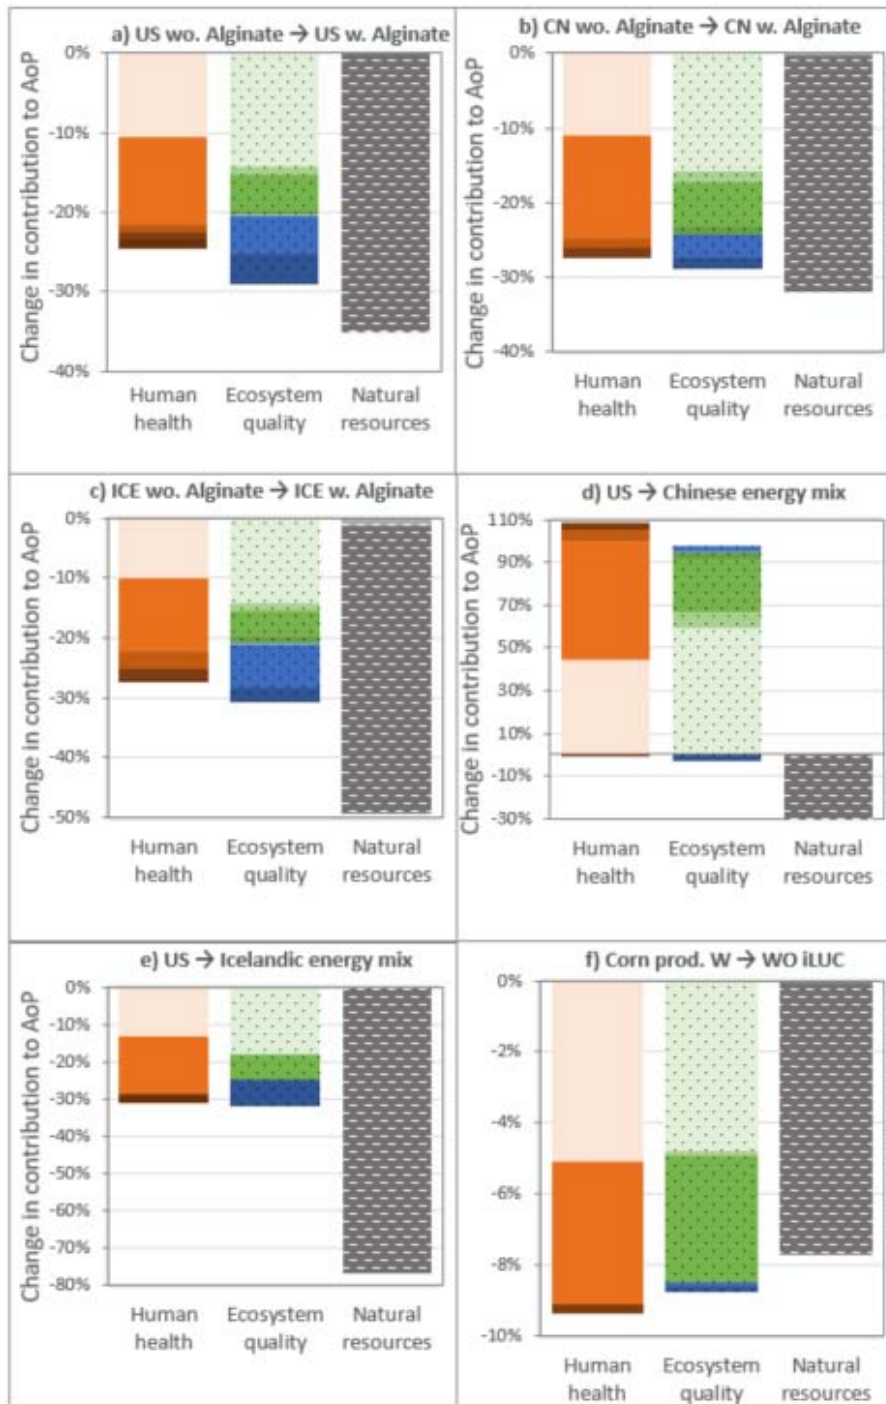 a) US wo. Alginate → US w. Alginate
Change in contribution to AoP
0%
-10%
-20%
-30%
-40%
Human health
Ecosystem quality
Natural resources
b) CN wo. Alginate → CN w. Alginate
Change in contribution to AoP
0%
-10%
-20%
-30%
-40%
Human health
Ecosystem quality
Natural resources
c) ICE wo. Alginate → ICE w. Alginate
Change in contribution to AoP
0%
-10%
-20%
-30%
-40%
-50%
Human health
Ecosystem quality
Natural resources
d) US → Chinese energy mix
Change in contribution to AoP
110%
90%
70%
50%
30%
10%
-10%
-30%
Human health
Ecosystem quality
Natural resources
e) US → Icelandic energy mix
Change in contribution to AoP
0%
-10%
-20%
-30%
-40%
-50%
-60%
-70%
-80%
Human health
Ecosystem quality
Natural resources
f) Corn prod. W → WO iLUC
Change in contribution to AoP
0%
-2%
-4%
-6%
-8%
-10%
Human health
Ecosystem quality
Natural resources